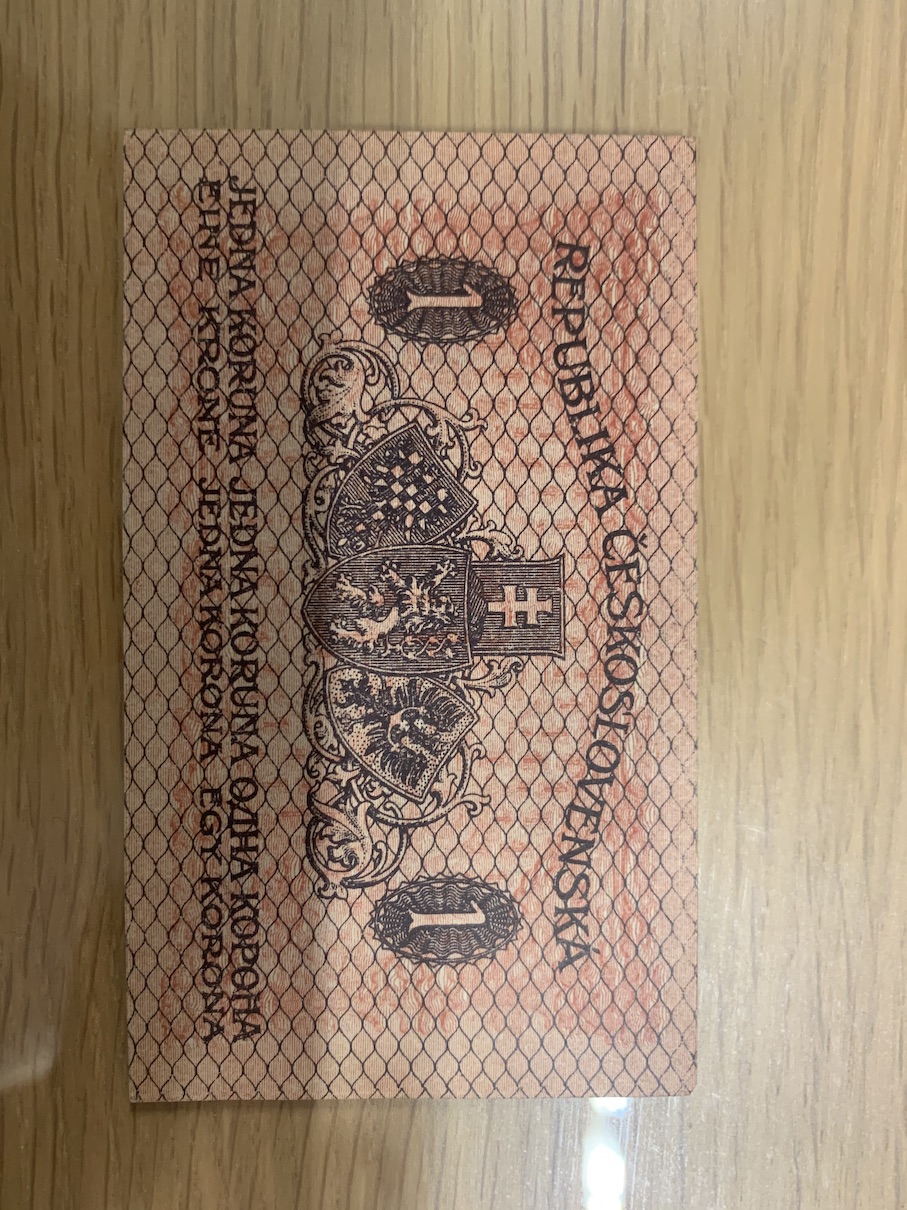 REPUBLIKA ČESKOSLOVENSKÁ
1 1
JEDNA KORUNA JEDNA KORUNA ОДНА КОРОНА
EINE KRONE JEDNA KORONA EGY KORONA